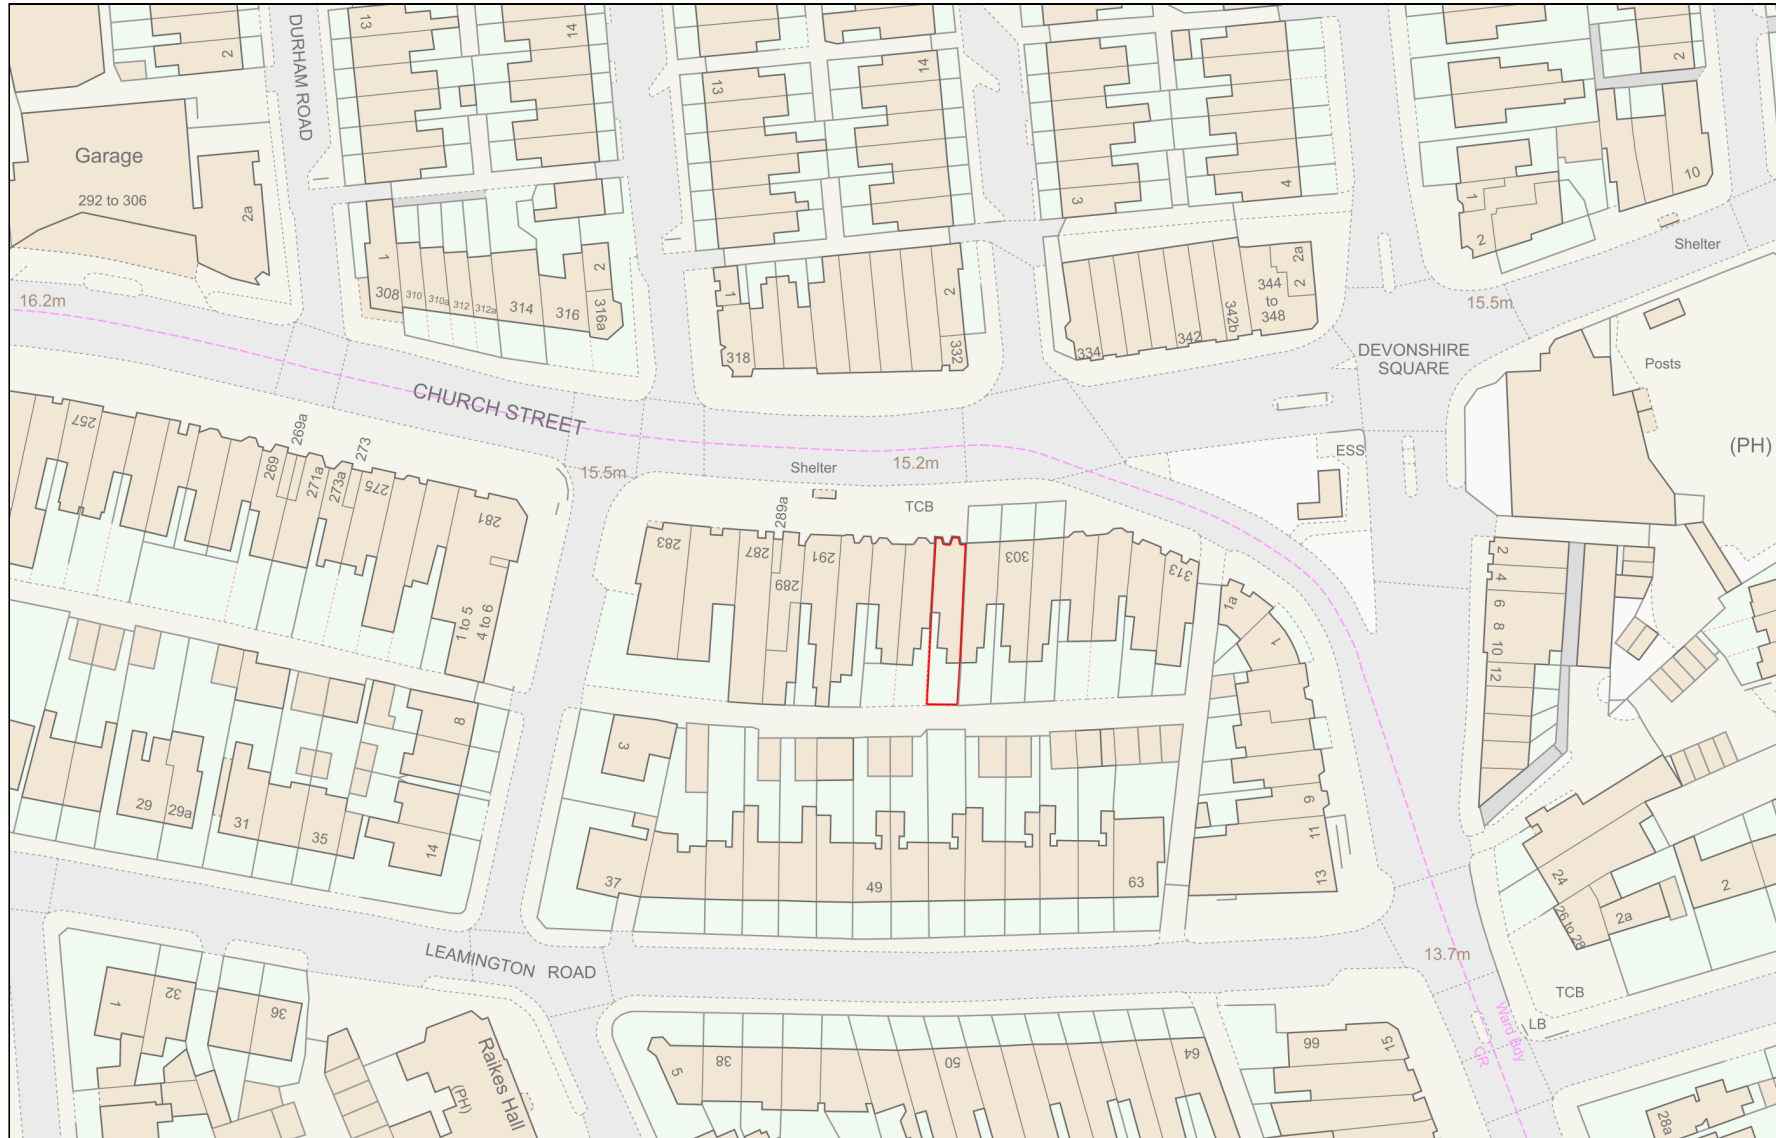 DURHAM ROAD
13
14
2
13
14
3
4
2
Garage
292 to 306
2a
1
308
310
310a
312
312a
314
316
316a
2
1
318
2
332
334
342
342b
344
to
348
2
2a
1
2
10
Shelter
16.2m
15.5m
DEVONSHIRE
SQUARE
Posts
CHURCH STREET
(PH)
257
269
269a
271a
273a
273
275
281
15.5m
Shelter
15.2m
ESS
TCB
283
287
289a
289
291
303
313
1a
1
2
4
6
8
10
12
1 to 5
4 to 6
8
3
29
29a
31
35
14
37
49
63
9
11
13
24
26 to 28
2a
2
LEAMINGTON ROAD
13.7m
TCB
LB
Ward Bdy
CR
1
32
36
Raikes Hall
(PH)
5
38
50
64
66
15
28a